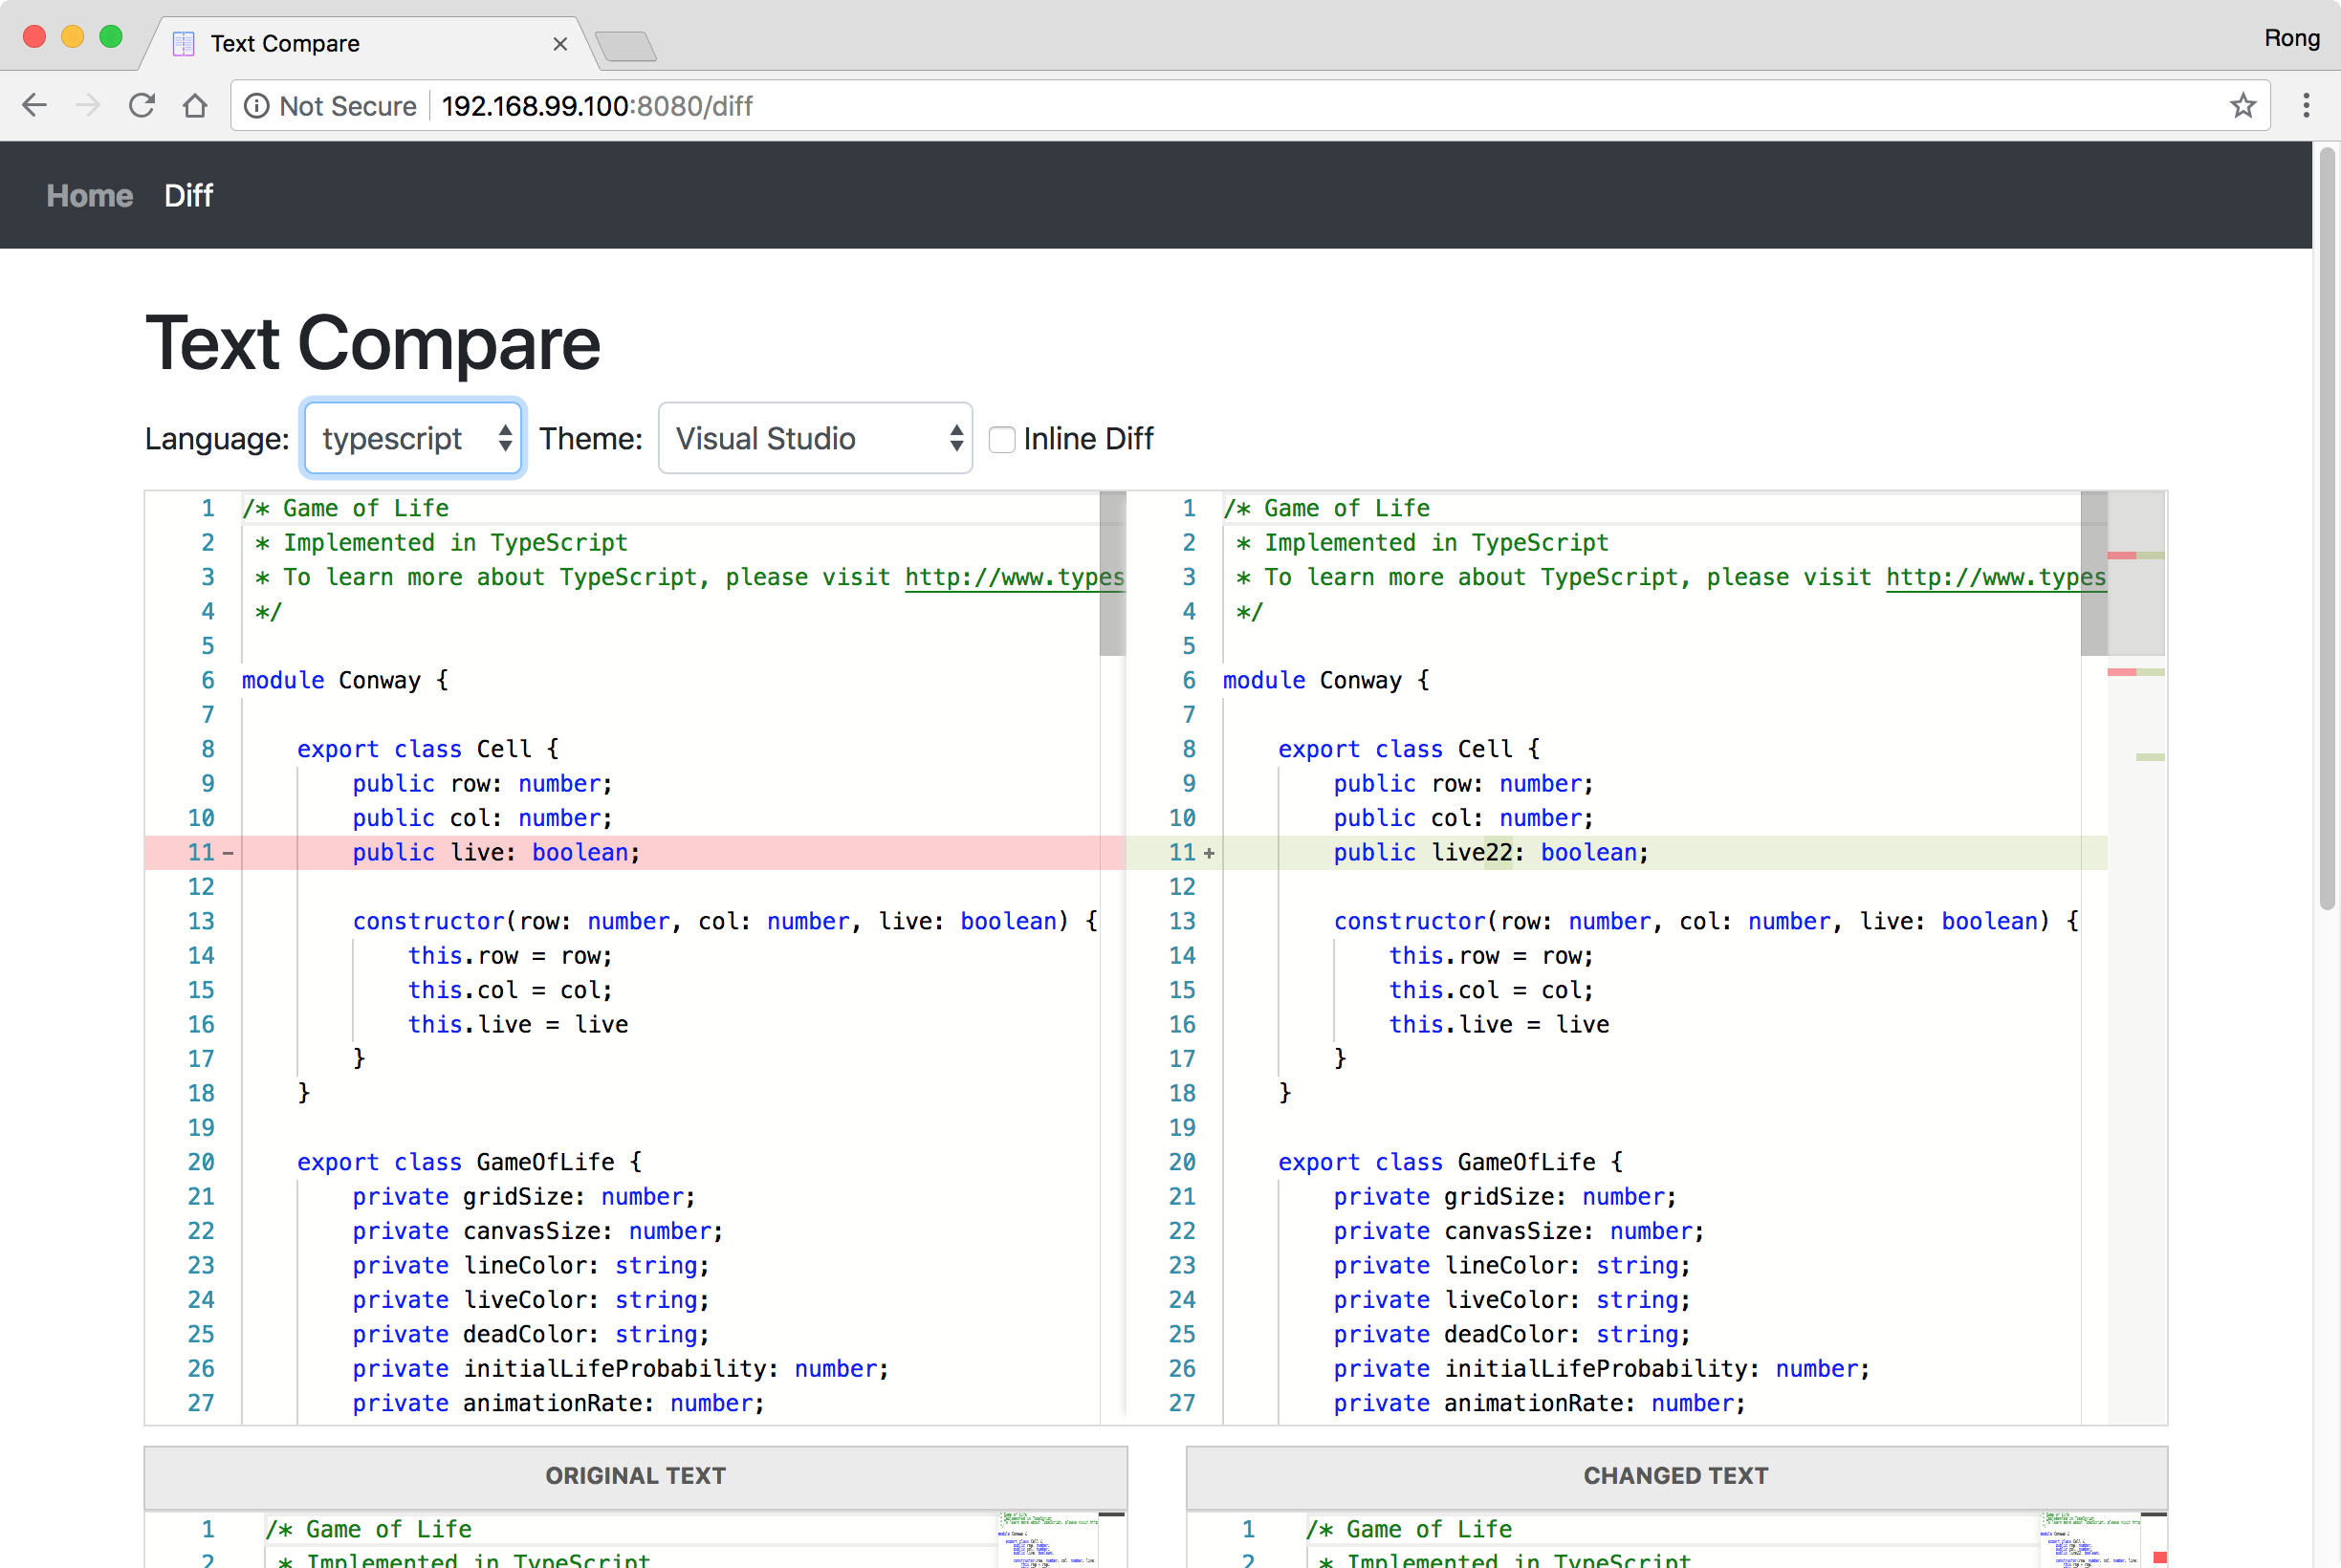 Text Compare
Rong
Not Secure 192.168.99.100:8080/diff
Home Diff
Text Compare
Language: typescript Theme: Visual Studio Inline Diff
1 /* Game of Life
2 * Implemented in TypeScript
3 * To learn more about TypeScript, please visit http://www.types
4 */
5
6 module Conway {
7
8 export class Cell {
9 public row: number;
10 public col: number;
11 - public live: boolean;
12
13 constructor(row: number, col: number, live: boolean) {
14 this.row = row;
15 this.col = col;
16 this.live = live
17 }
18 }
19
20 export class GameOfLife {
21 private gridSize: number;
22 private canvasSize: number;
23 private lineColor: string;
24 private liveColor: string;
25 private deadColor: string;
26 private initialLifeProbability: number;
27 private animationRate: number;
1 /* Game of Life
2 * Implemented in TypeScript
3 * To learn more about TypeScript, please visit http://www.types
4 */
5
6 module Conway {
7
8 export class Cell {
9 public row: number;
10 public col: number;
11 + public live22: boolean;
12
13 constructor(row: number, col: number, live: boolean) {
14 this.row = row;
15 this.col = col;
16 this.live = live
17 }
18 }
19
20 export class GameOfLife {
21 private gridSize: number;
22 private canvasSize: number;
23 private lineColor: string;
24 private liveColor: string;
25 private deadColor: string;
26 private initialLifeProbability: number;
27 private animationRate: number;
ORIGINAL TEXT
1 /* Game of Life
2 * Implemented in TypeScript
CHANGED TEXT
1 /* Game of Life
2 * Implemented in TypeScript